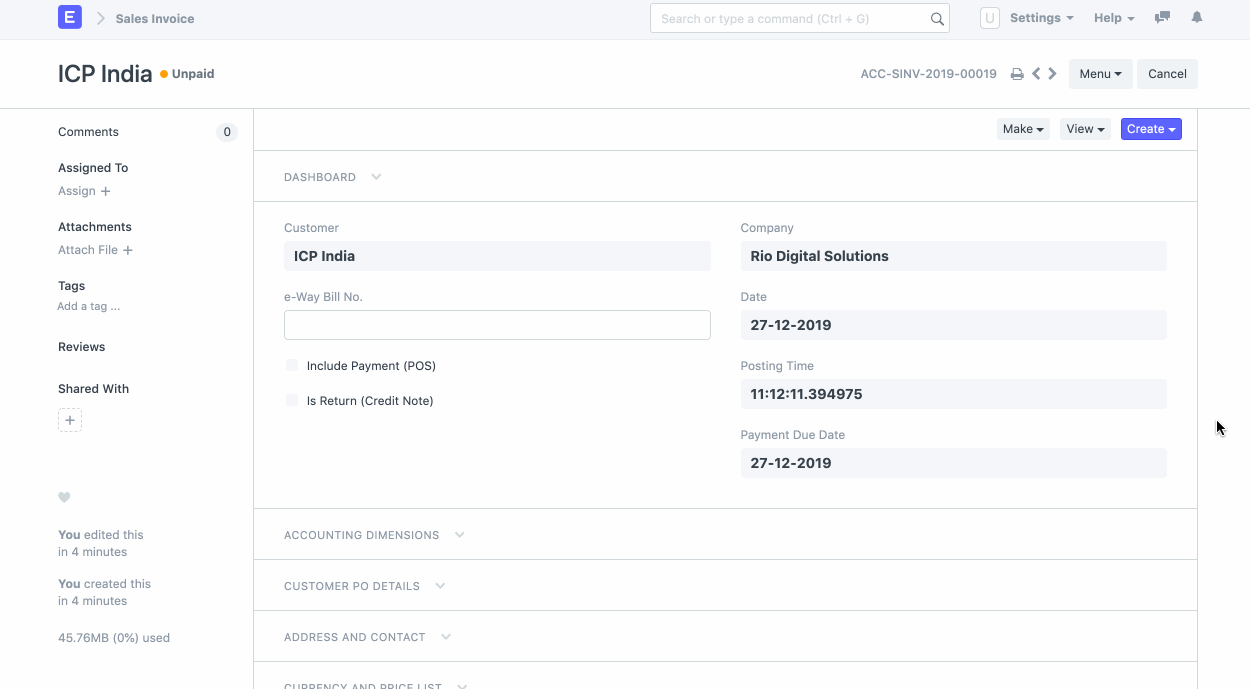 E Sales Invoice Search or type a command (Ctrl + G) U Settings Help
ICP India Unpaid ACC-SINV-2019-00019 Menu Cancel
Comments 0
Assigned To
Assign +
Attachments
Attach File +
Tags
Add a tag ...
Reviews
Shared With
+
You edited this
in 4 minutes
You created this
in 4 minutes
45.76MB (0%) used
Make View Create
DASHBOARD
Customer
ICP India
e-Way Bill No.
Include Payment (POS)
Is Return (Credit Note)
Company
Rio Digital Solutions
Date
27-12-2019
Posting Time
11:12:11.394975
Payment Due Date
27-12-2019
ACCOUNTING DIMENSIONS
CUSTOMER PO DETAILS
ADDRESS AND CONTACT
CURRENCY AND PRICE LIST